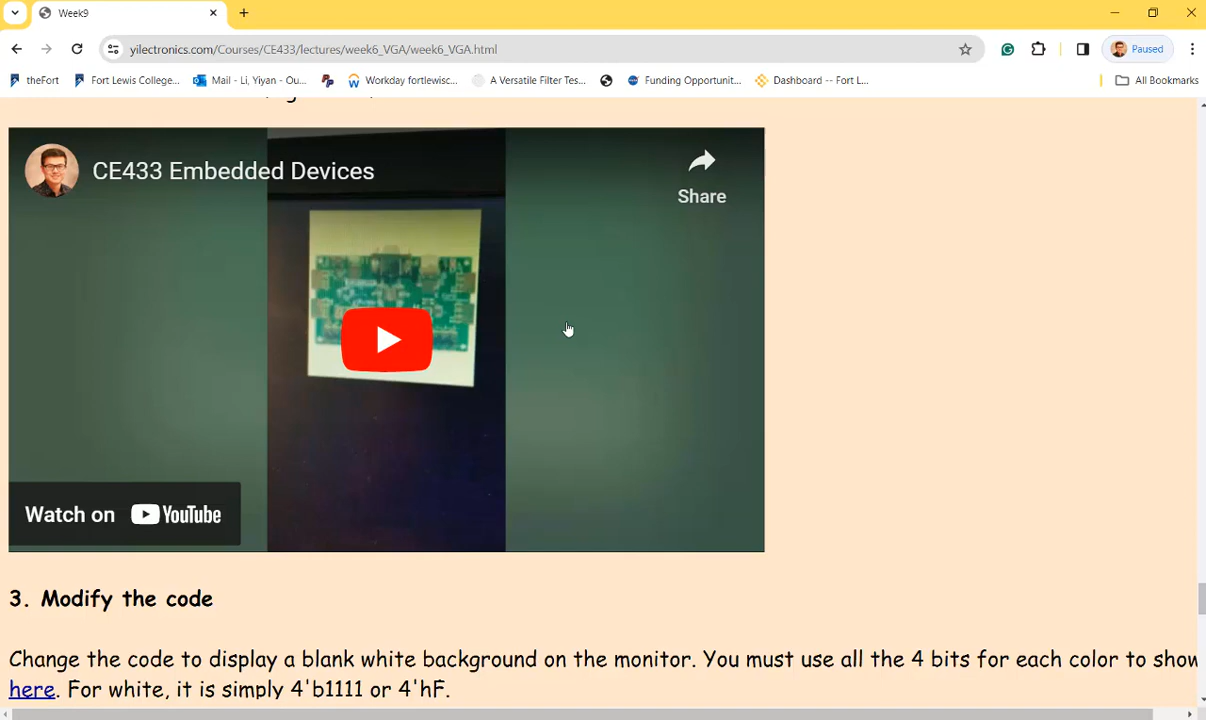 Week9
yilectronics.com/Courses/CE433/lectures/week6_VGA/week6_VGA.html
Paused
theFort
Fort Lewis College...
Mail - Li, Yiyan - Ou...
Workday fortlewisc...
A Versatile Filter Tes...
Funding Opportunit...
Dashboard -- Fort L...
All Bookmarks
CE433 Embedded Devices
Share
Watch on YouTube
3. Modify the code
Change the code to display a blank white background on the monitor. You must use all the 4 bits for each color to show
here. For white, it is simply 4'b1111 or 4'hF.